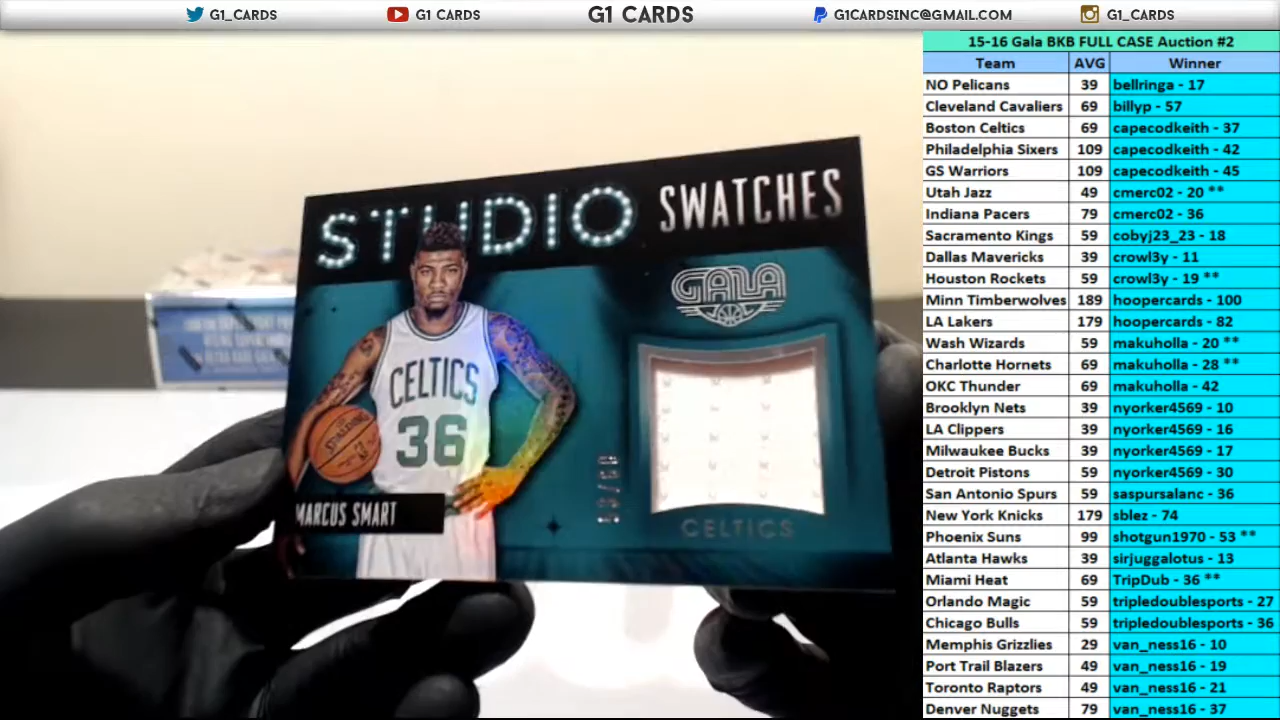 G1_CARDS
G1 CARDS
G1 CARDS
G1CARDSINC@GMAIL.COM
G1_CARDS
STUDIO SWATCHES
GALA
CELTICS
36
SPALDING
MARCUS SMART
CELTICS
15-16 Gala BKB FULL CASE Auction #2
Team AVG Winner
NO Pelicans 39 bellringa - 17
Cleveland Cavaliers 69 billyp - 57
Boston Celtics 69 capecodkeith - 37
Philadelphia Sixers 109 capecodkeith - 42
GS Warriors 109 capecodkeith - 45
Utah Jazz 49 cmerc02 - 20 **
Indiana Pacers 79 cmerc02 - 36
Sacramento Kings 59 cobyj23_23 - 18
Dallas Mavericks 39 crowl3y - 11
Houston Rockets 59 crowl3y - 19 **
Minn Timberwolves 189 hoopercards - 100
LA Lakers 179 hoopercards - 82
Wash Wizards 59 makuholla - 20 **
Charlotte Hornets 69 makuholla - 28 **
OKC Thunder 69 makuholla - 42
Brooklyn Nets 39 nyorker4569 - 10
LA Clippers 39 nyorker4569 - 16
Milwaukee Bucks 39 nyorker4569 - 17
Detroit Pistons 59 nyorker4569 - 30
San Antonio Spurs 59 saspursalanc - 36
New York Knicks 179 sblez - 74
Phoenix Suns 99 shotgun1970 - 53 **
Atlanta Hawks 39 sirjuggalotus - 13
Miami Heat 69 TripDub - 36 **
Orlando Magic 59 tripledoublesports - 27
Chicago Bulls 59 tripledoublesports - 36
Memphis Grizzlies 29 van_ness16 - 10
Port Trail Blazers 49 van_ness16 - 19
Toronto Raptors 49 van_ness16 - 21
Denver Nuggets 79 van_ness16 - 37